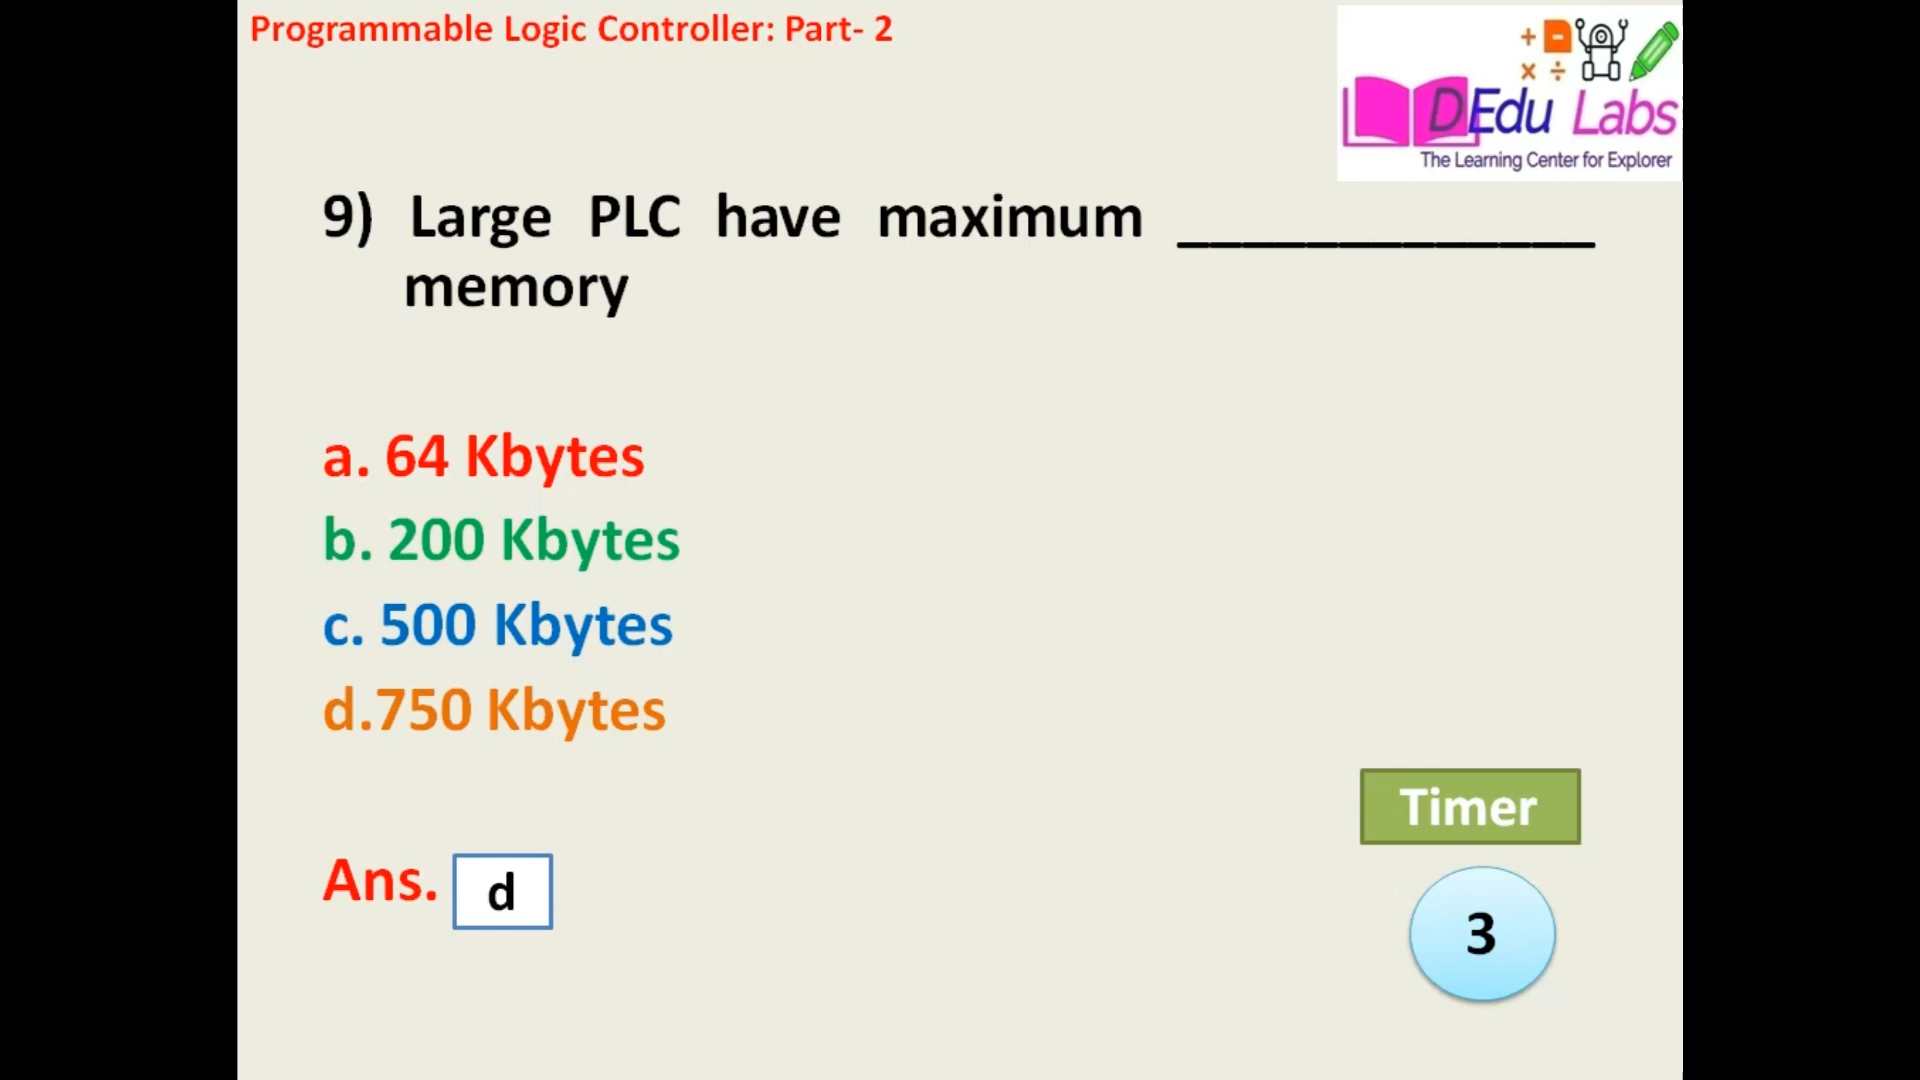 Programmable Logic Controller: Part- 2
+ -
x ÷
DEdu Labs
The Learning Center for Explorer
9) Large PLC have maximum _____________
memory
a. 64 Kbytes
b. 200 Kbytes
c. 500 Kbytes
d.750 Kbytes
Timer
Ans. d
3